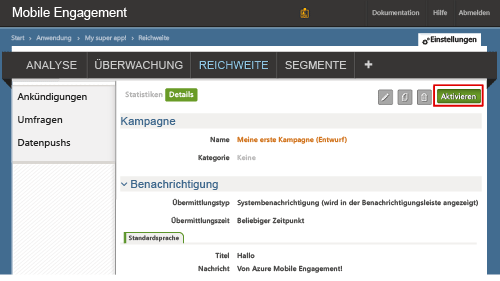 Mobile Engagement
Dokumentation Hilfe Abmelden
Start › Anwendung › My super app! › Reichweite
Einstellungen
ANALYSE ÜBERWACHUNG REICHWEITE SEGMENTE +
Ankündigungen
Umfragen
Datenpushs
Statistiken Details
Aktivieren
Kampagne
Name Meine erste Kampagne (Entwurf)
Kategorie Keine
Benachrichtigung
Übermittlungstyp Systembenachrichtigung (wird in der Benachrichtigungsleiste angezeigt)
Übermittlungszeit Beliebiger Zeitpunkt
Standardsprache
Titel Hallo
Nachricht Von Azure Mobile Engagement!